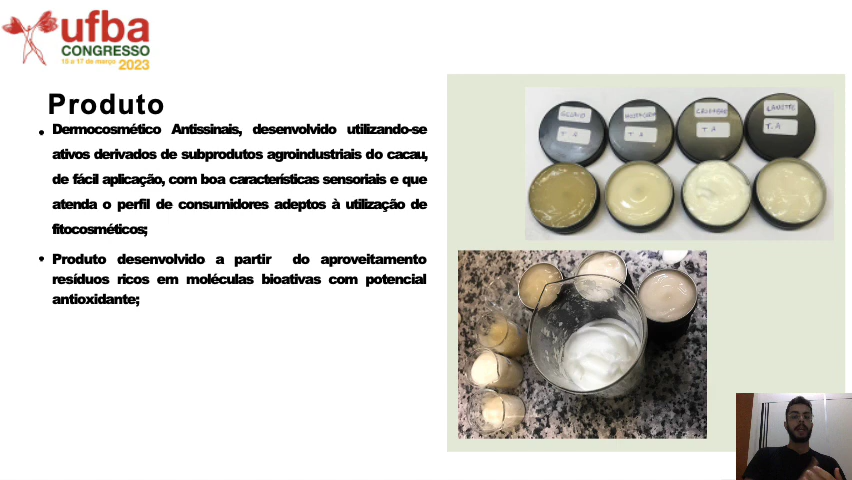 ufba
CONGRESSO
15 a 17 de março
2023
Produto
• Dermocosmético Antissinais, desenvolvido utilizando-se
ativos derivados de subprodutos agroindustriais do cacau,
de fácil aplicação, com boa características sensoriais e que
atenda o perfil de consumidores adeptos à utilização de
fitocosméticos;
• Produto desenvolvido a partir do aproveitamento
resíduos ricos em moléculas bioativas com potencial
antioxidante;
T.A
T.A
T.A
T.A